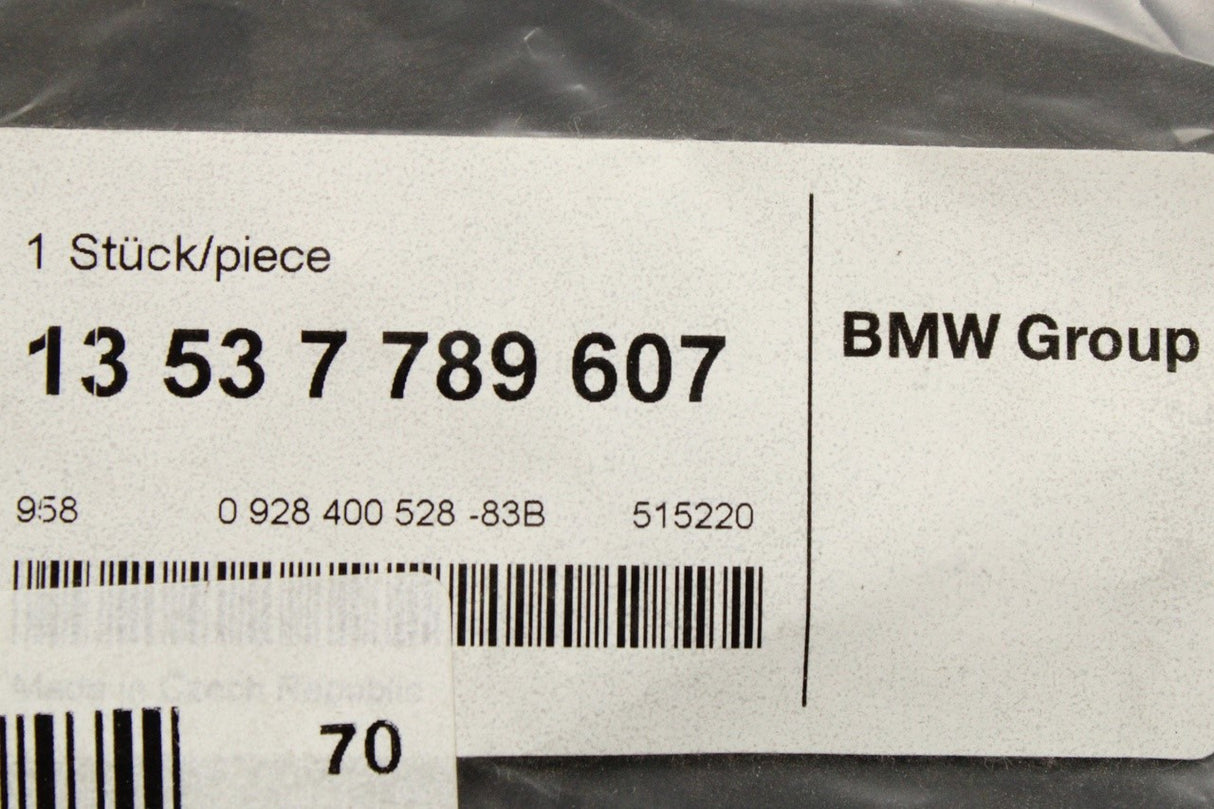 1 Stück/piece
13 53 7 789 607
BMW Group
958 0 928 400 528 -83B 515220
Made in Czech Republic
70